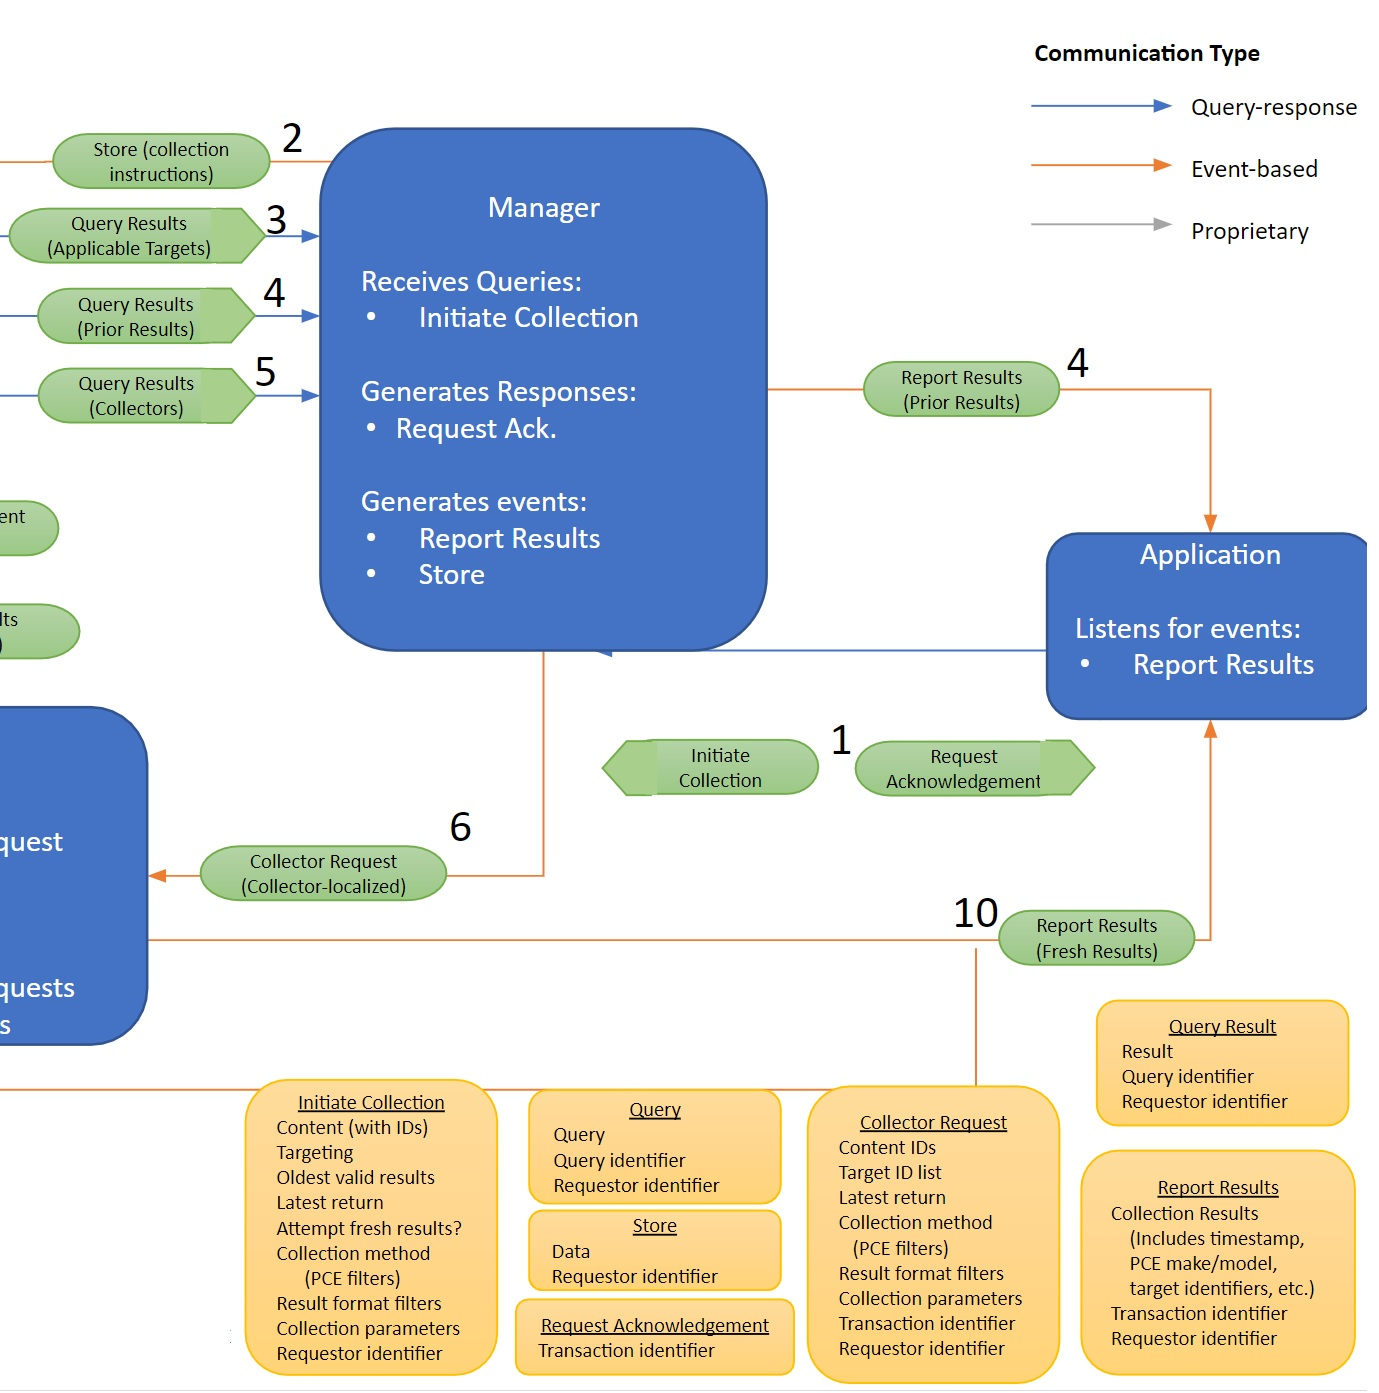 Communication Type
Query-response
Event-based
Proprietary
2
Store (collection
instructions)
3
Query Results
(Applicable Targets)
4
Query Results
(Prior Results)
5
Query Results
(Collectors)
Manager
Receives Queries:
• Initiate Collection
Generates Responses:
• Request Ack.
Generates events:
• Report Results
• Store
4
Report Results
(Prior Results)
ent
lts
)
Application
Listens for events:
• Report Results
1
Initiate
Collection
Request
Acknowledgement
6
Collector Request
(Collector-localized)
quest
quests
s
10
Report Results
(Fresh Results)
Initiate Collection
Content (with IDs)
Targeting
Oldest valid results
Latest return
Attempt fresh results?
Collection method
(PCE filters)
Result format filters
Collection parameters
Requestor identifier
Query
Query
Query identifier
Requestor identifier
Store
Data
Requestor identifier
Request Acknowledgement
Transaction identifier
Collector Request
Content IDs
Target ID list
Latest return
Collection method
(PCE filters)
Result format filters
Collection parameters
Transaction identifier
Requestor identifier
Query Result
Result
Query identifier
Requestor identifier
Report Results
Collection Results
(Includes timestamp,
PCE make/model,
target identifiers, etc.)
Transaction identifier
Requestor identifier